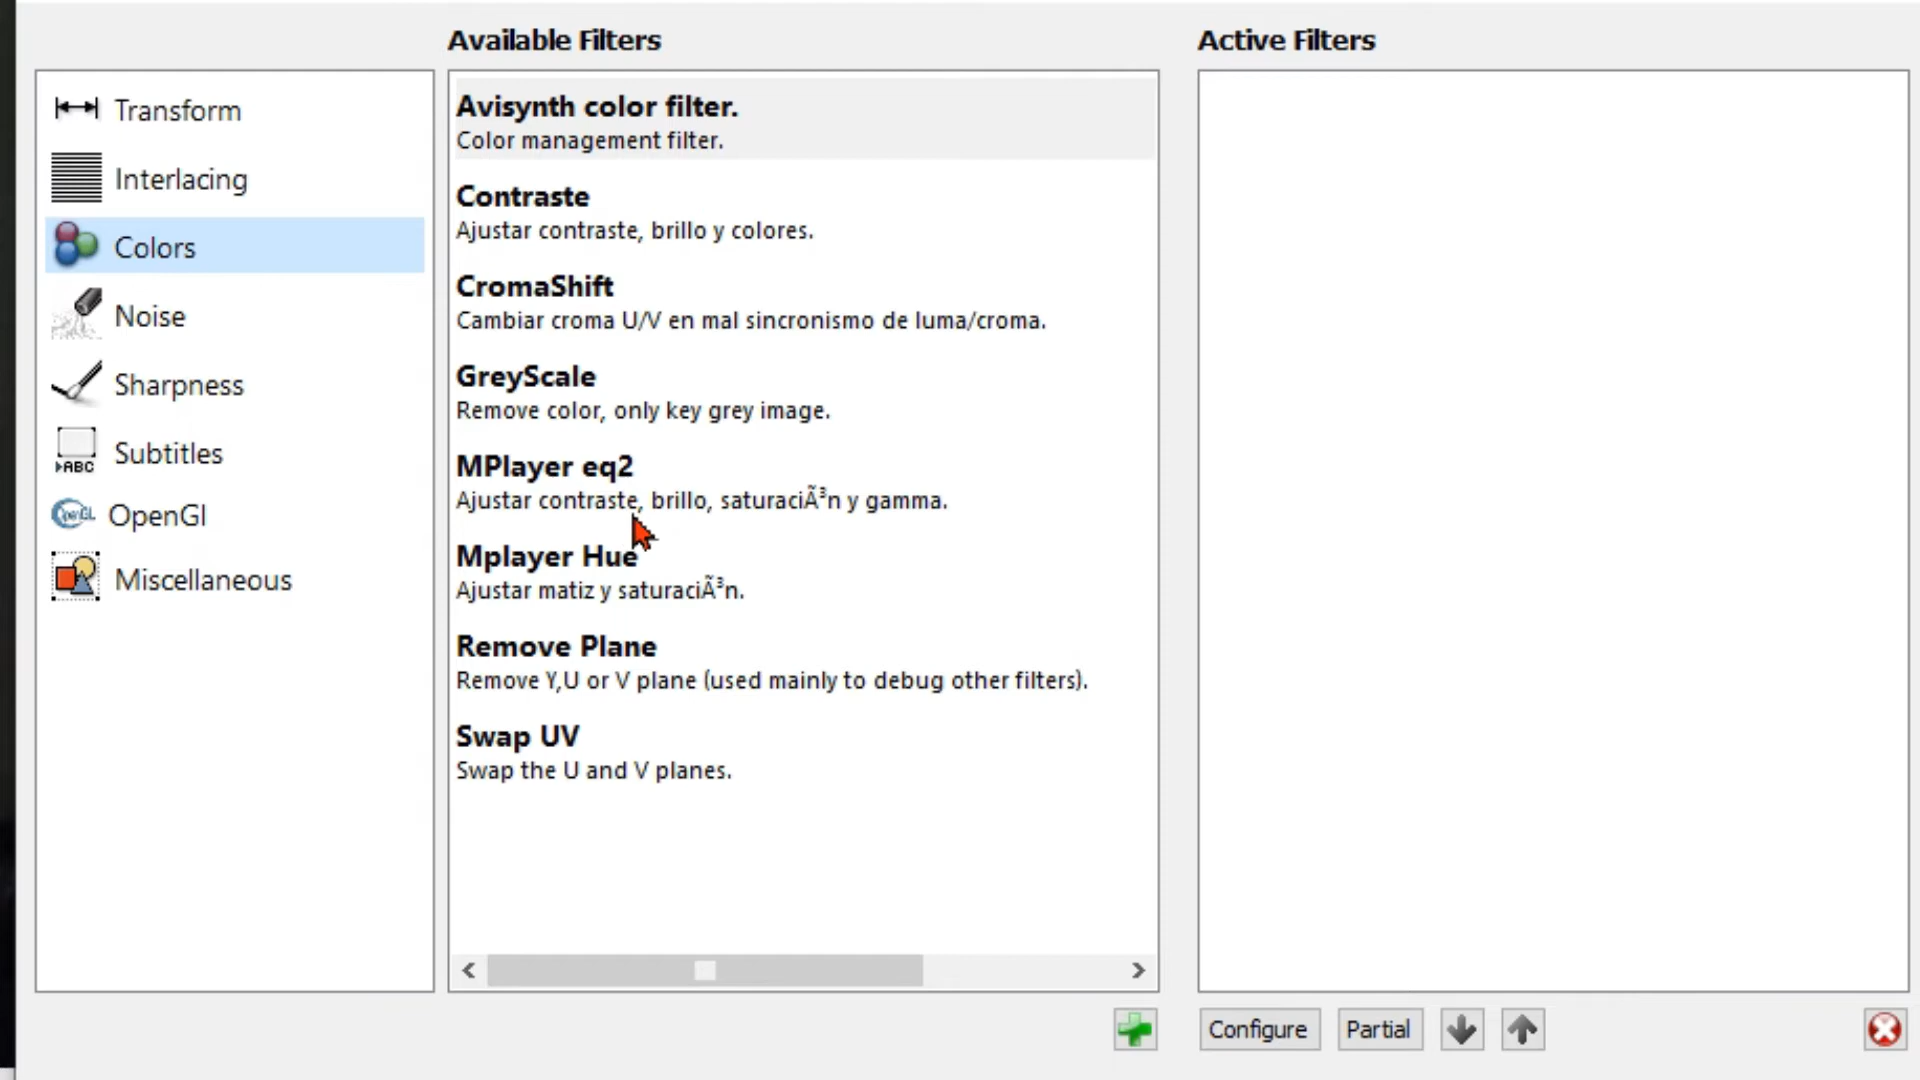 Available Filters
Active Filters
Transform
Interlacing
Colors
Noise
Sharpness
ABC
Subtitles
OpenGL
OpenGl
Miscellaneous
Avisynth color filter.
Color management filter.
Contraste
Ajustar contraste, brillo y colores.
CromaShift
Cambiar croma U/V en mal sincronismo de luma/croma.
GreyScale
Remove color, only key grey image.
MPlayer eq2
Ajustar contraste, brillo, saturaciÃ³n y gamma.
Mplayer Hue
Ajustar matiz y saturaciÃ³n.
Remove Plane
Remove Y,U or V plane (used mainly to debug other filters).
Swap UV
Swap the U and V planes.
Configure
Partial